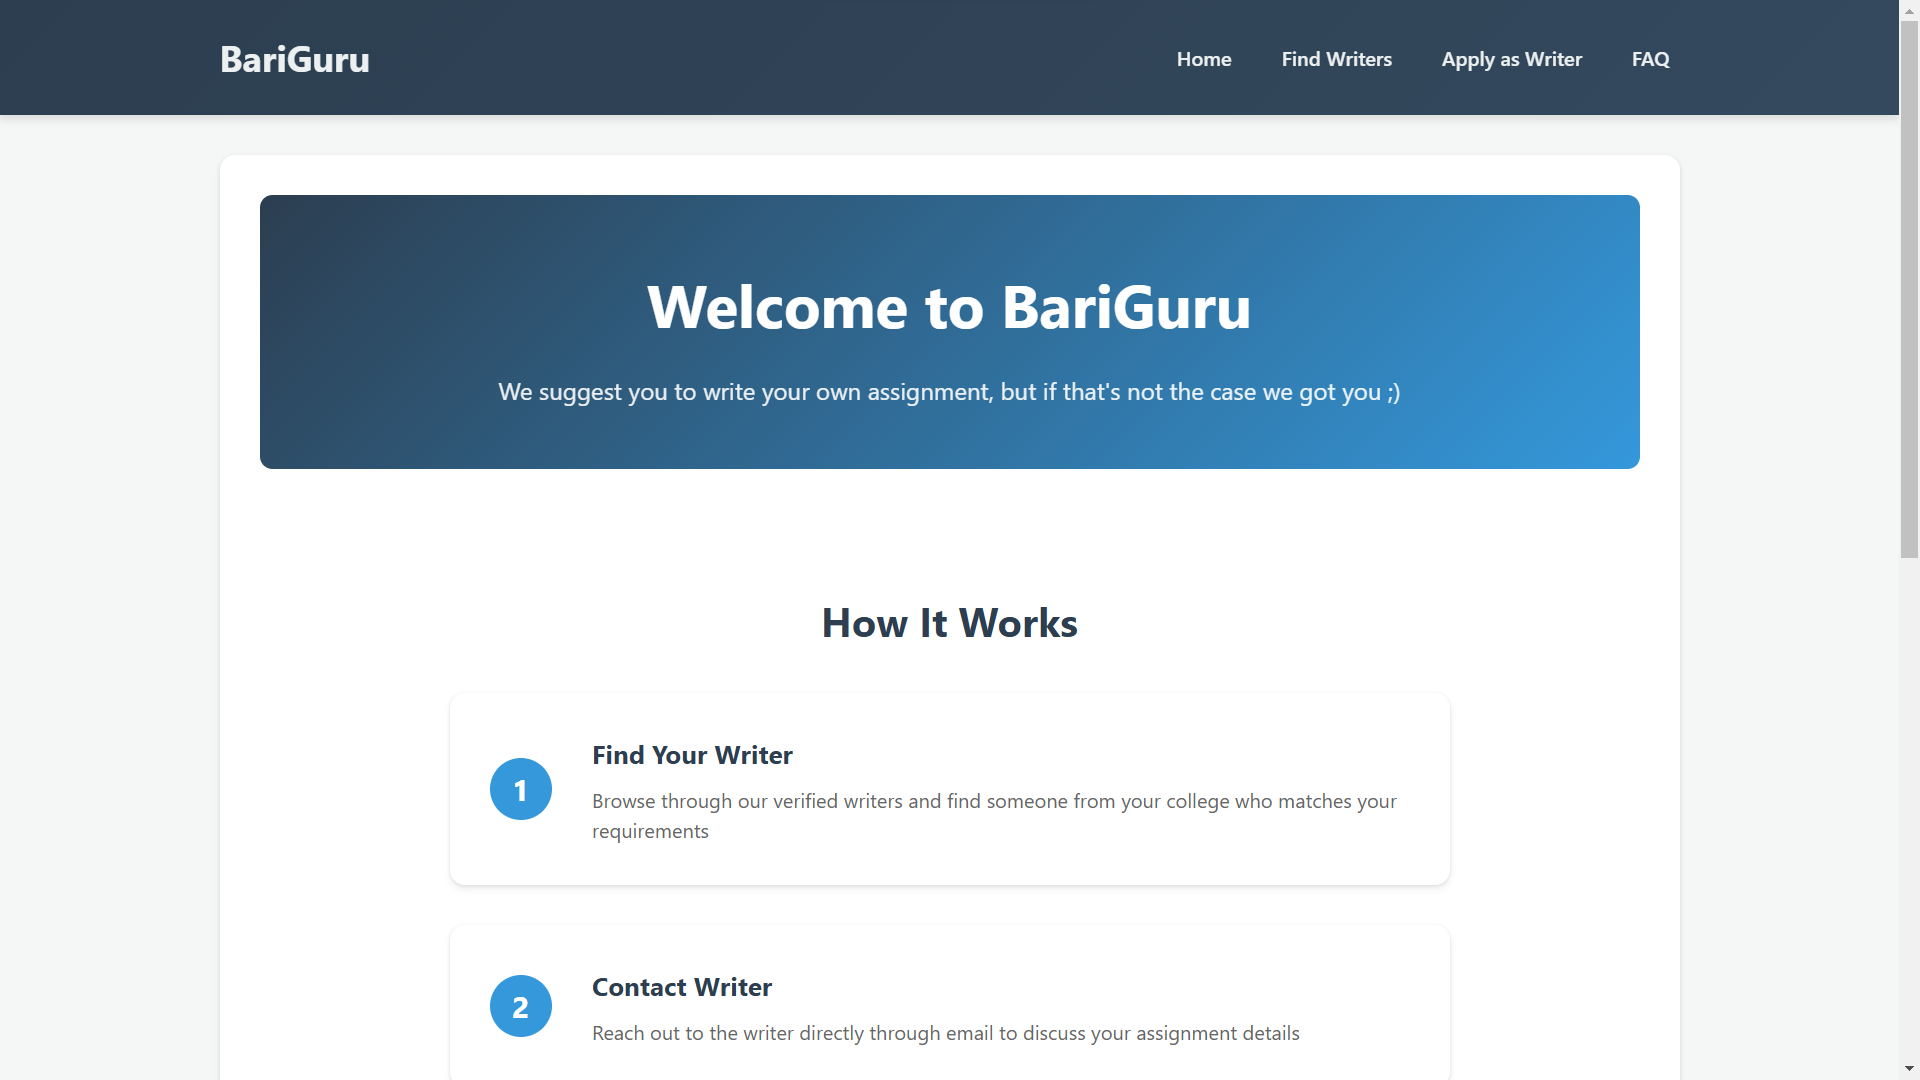 BariGuru
Home
Find Writers
Apply as Writer
FAQ
Welcome to BariGuru
We suggest you to write your own assignment, but if that's not the case we got you ;)
How It Works
1
Find Your Writer
Browse through our verified writers and find someone from your college who matches your
requirements
2
Contact Writer
Reach out to the writer directly through email to discuss your assignment details